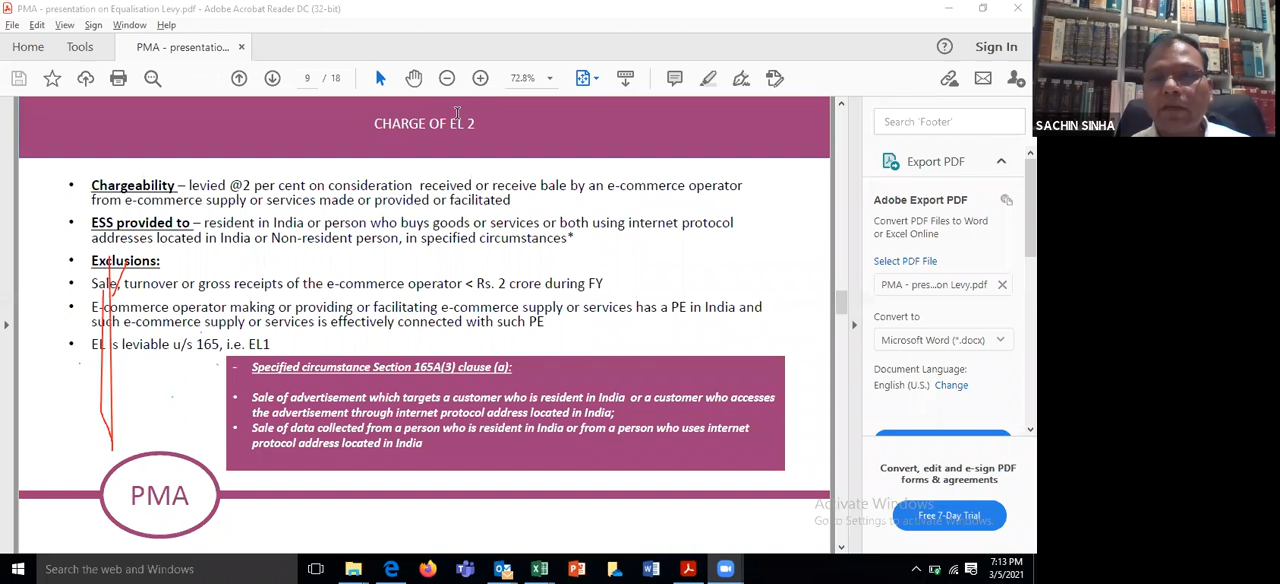 PMA - presentation on Equalisation Levy.pdf - Adobe Acrobat Reader DC (32-bit)
File Edit View Sign Window Help
Home Tools PMA - presentatio... × Sign In
9 / 18 72.8%
CHARGE OF EL 2
• Chargeability – levied @2 per cent on consideration received or receive bale by an e-commerce operator
from e-commerce supply or services made or provided or facilitated
• ESS provided to – resident in India or person who buys goods or services or both using internet protocol
addresses located in India or Non-resident person, in specified circumstances*
• Exclusions:
• Sale, turnover or gross receipts of the e-commerce operator < Rs. 2 crore during FY
• E-commerce operator making or providing or facilitating e-commerce supply or services has a PE in India and
such e-commerce supply or services is effectively connected with such PE
• EL is leviable u/s 165, i.e. EL1
- Specified circumstance Section 165A(3) clause (a):
• Sale of advertisement which targets a customer who is resident in India or a customer who accesses
the advertisement through internet protocol address located in India;
• Sale of data collected from a person who is resident in India or from a person who uses internet
protocol address located in India
PMA
Search 'Footer'
Export PDF
Adobe Export PDF
Convert PDF Files to Word
or Excel Online
Select PDF File
PMA - pres...on Levy.pdf ×
Convert to
Microsoft Word (*.docx)
Document Language:
English (U.S.) Change
Convert, edit and e-sign PDF
forms & agreements
Free 7-Day Trial
Activate Windows
Go to Settings to activate Windows.
SACHIN SINHA
Search the web and Windows
7:13 PM
3/5/2021